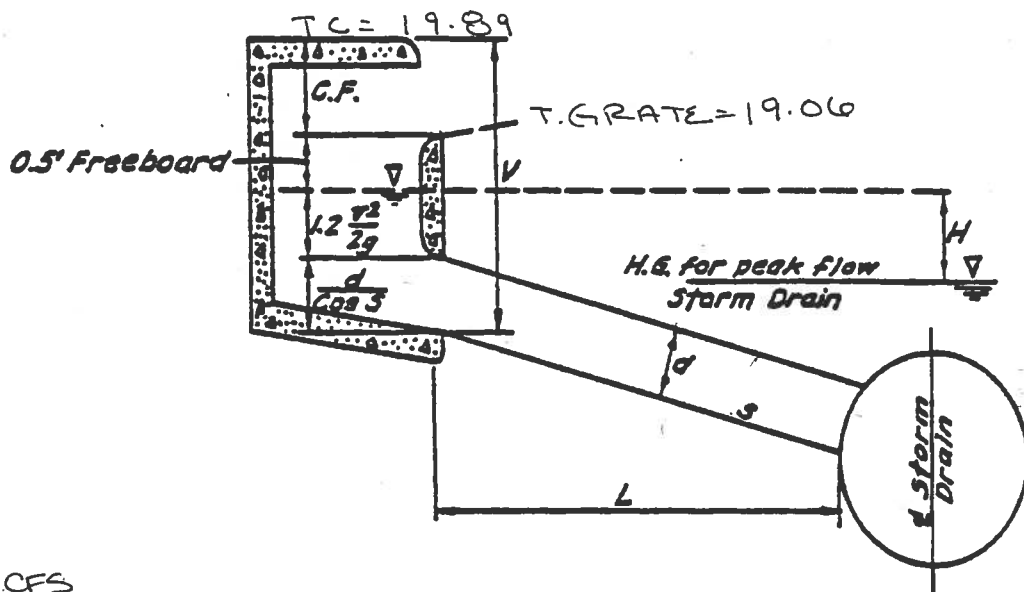 TC = 19.89
C.F.
T. GRATE = 19.06
0.5' Freeboard
V
1.2 v2
2g
H
H.G. for peak flow
Storm Drain
d
Cos S
d
S
L
℄ Storm
Drain
CFS